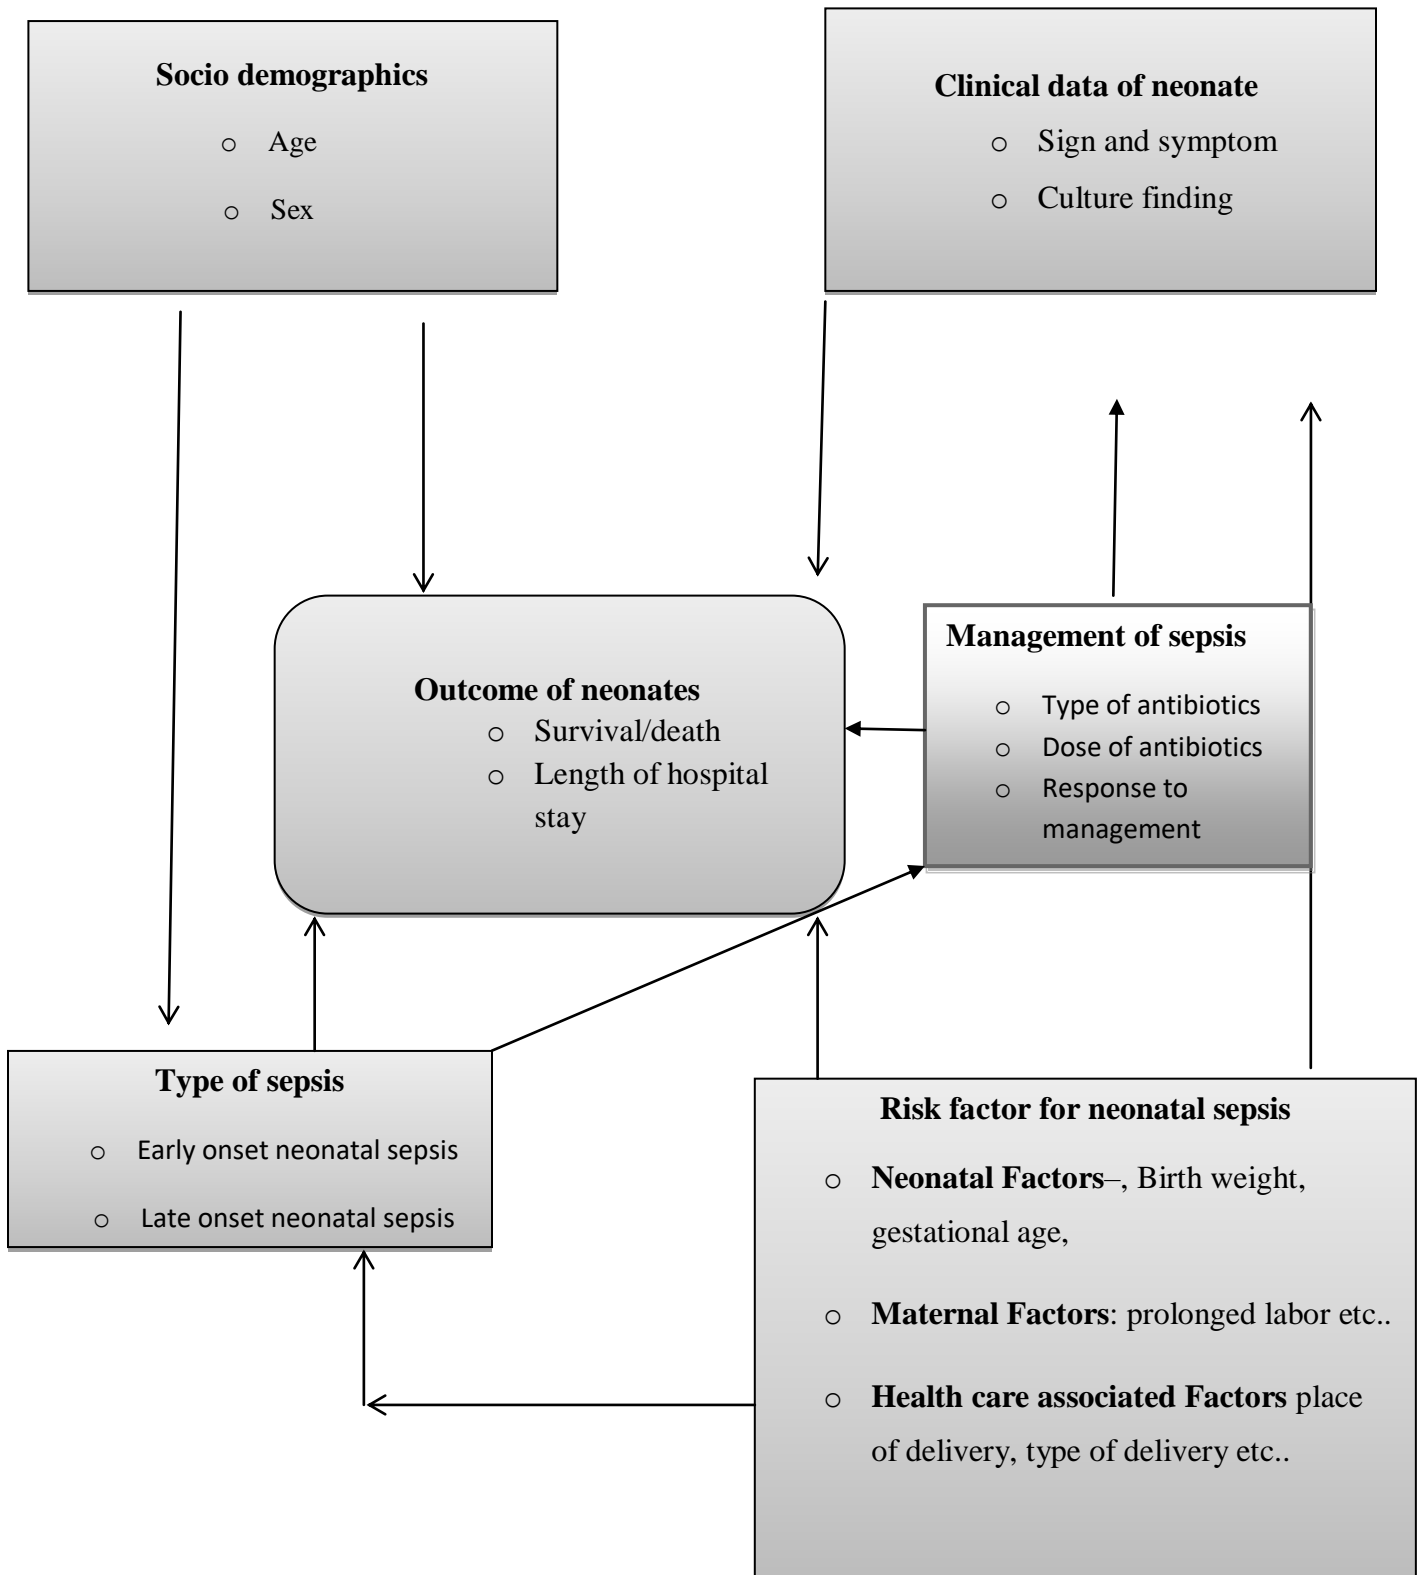 Socio demographics
o Age
o Sex
Clinical data of neonate
o Sign and symptom
o Culture finding
Outcome of neonates
o Survival/death
o Length of hospital
stay
Management of sepsis
o Type of antibiotics
o Dose of antibiotics
o Response to
management
Type of sepsis
o Early onset neonatal sepsis
o Late onset neonatal sepsis
Risk factor for neonatal sepsis
o Neonatal Factors–, Birth weight,
gestational age,
o Maternal Factors: prolonged labor etc..
o Health care associated Factors place
of delivery, type of delivery etc..